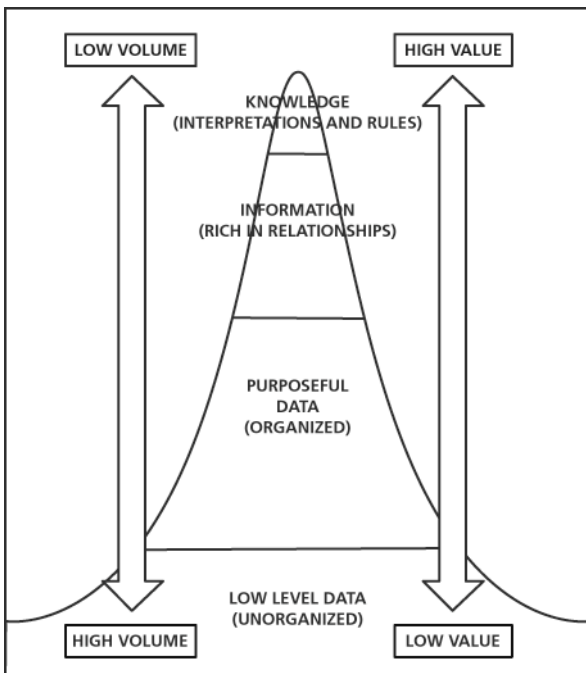 LOW VOLUME
HIGH VALUE
KNOWLEDGE
(INTERPRETATIONS AND RULES)
INFORMATION
(RICH IN RELATIONSHIPS)
PURPOSEFUL
DATA
(ORGANIZED)
LOW LEVEL DATA
(UNORGANIZED)
HIGH VOLUME
LOW VALUE